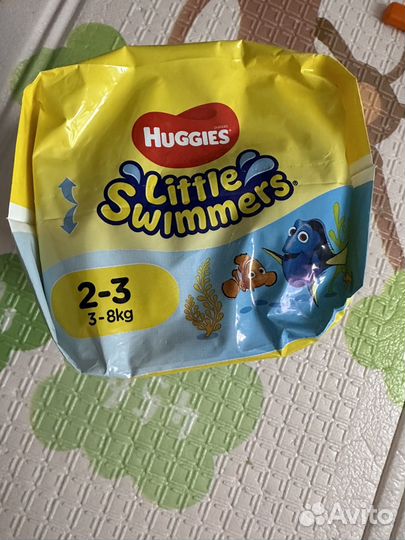 HUGGIES
Little
Swimmers®
2-3
3-8kg
Avito